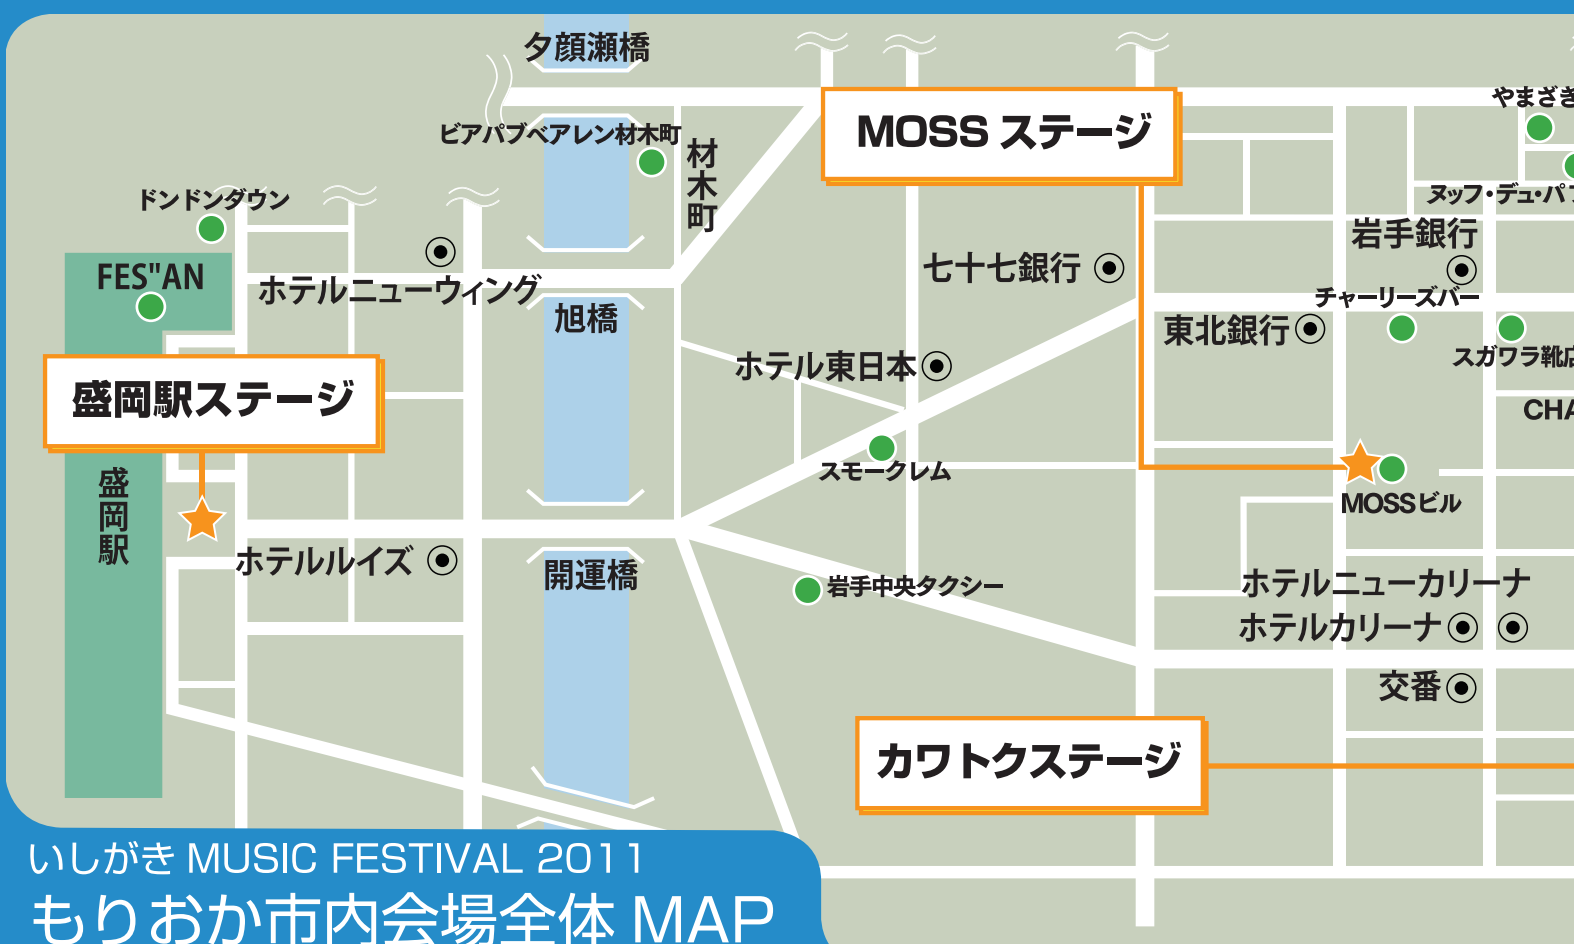 夕顔瀬橋
やまざき
MOSS ステージ
ビアパブベアレン材木町
材木町
ドンドンダウン
ヌッフ・デュ・パプ
岩手銀行
FES"AN
七十七銀行
ホテルニューウィング
チャーリーズバー
旭橋
東北銀行
スガワラ靴店
ホテル東日本
盛岡駅ステージ
CHA
スモークレム
盛岡駅
MOSSビル
ホテルルイズ
開運橋
岩手中央タクシー
ホテルニューカリーナ
ホテルカリーナ
交番
カワトクステージ
いしがき MUSIC FESTIVAL 2011
もりおか市内会場全体 MAP